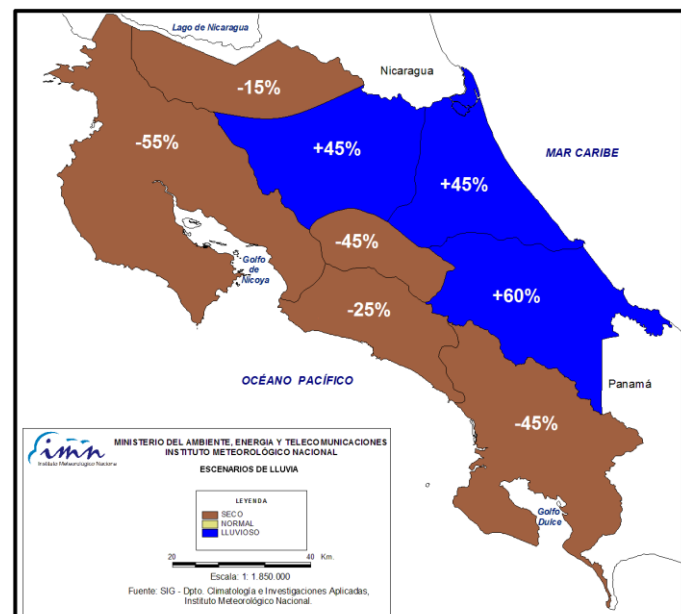 Lago de Nicaragua
Nicaragua
-15%
-55%
+45%
+45%
MAR CARIBE
-45%
Golfo
de
Nicoya
+60%
-25%
OCÉANO PACÍFICO
Panamá
-45%
Golfo
Dulce
imn
Instituto Meteorológico Nacional
MINISTERIO DEL AMBIENTE, ENERGIA Y TELECOMUNICACIONES
INSTITUTO METEOROLÓGICO NACIONAL
ESCENARIOS DE LLUVIA
LEYENDA
SECO
NORMAL
LLUVIOSO
20 0 40 Km.
Escala: 1: 1.850.000
Fuente: SIG - Dpto. Climatología e Investigaciones Aplicadas,
Instituto Meteorológico Nacional.